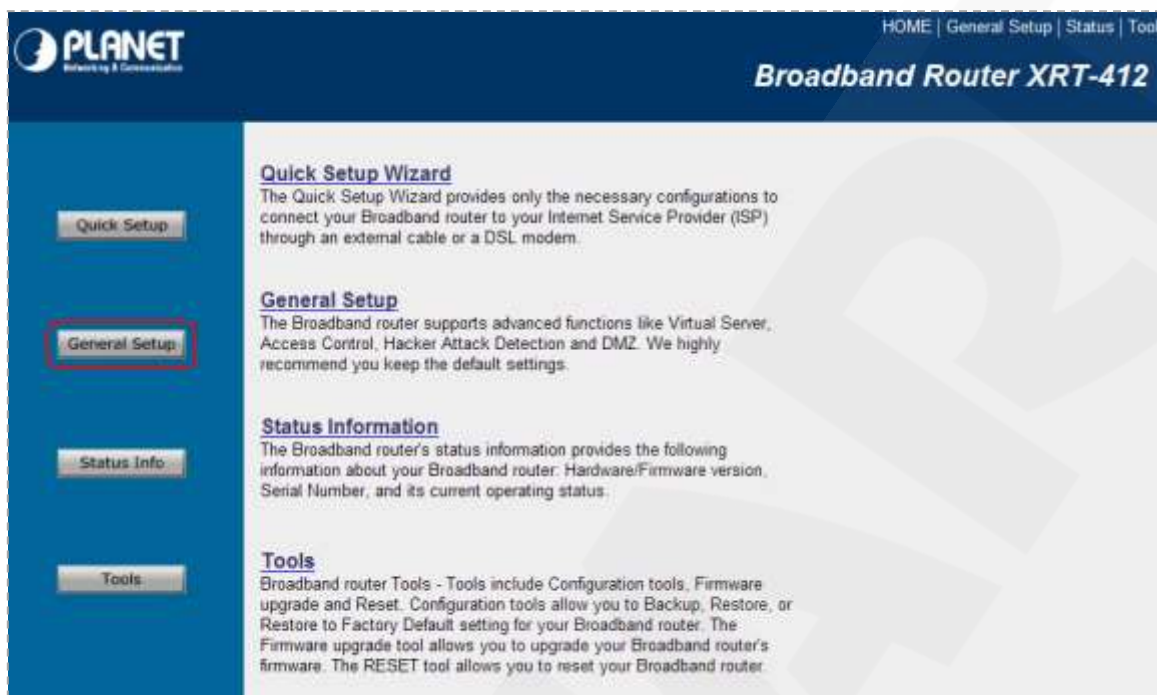 HOME | General Setup | Status | Tool
PLANET
Networking & Communication
Broadband Router XRT-412
Quick Setup
General Setup
Status Info
Tools
Quick Setup Wizard
The Quick Setup Wizard provides only the necessary configurations to
connect your Broadband router to your Internet Service Provider (ISP)
through an external cable or a DSL modem.
General Setup
The Broadband router supports advanced functions like Virtual Server,
Access Control, Hacker Attack Detection and DMZ. We highly
recommend you keep the default settings.
Status Information
The Broadband router's status information provides the following
information about your Broadband router: Hardware/Firmware version,
Serial Number, and its current operating status.
Tools
Broadband router Tools - Tools include Configuration tools, Firmware
upgrade and Reset. Configuration tools allow you to Backup, Restore, or
Restore to Factory Default setting for your Broadband router. The
Firmware upgrade tool allows you to upgrade your Broadband router's
firmware. The RESET tool allows you to reset your Broadband router.